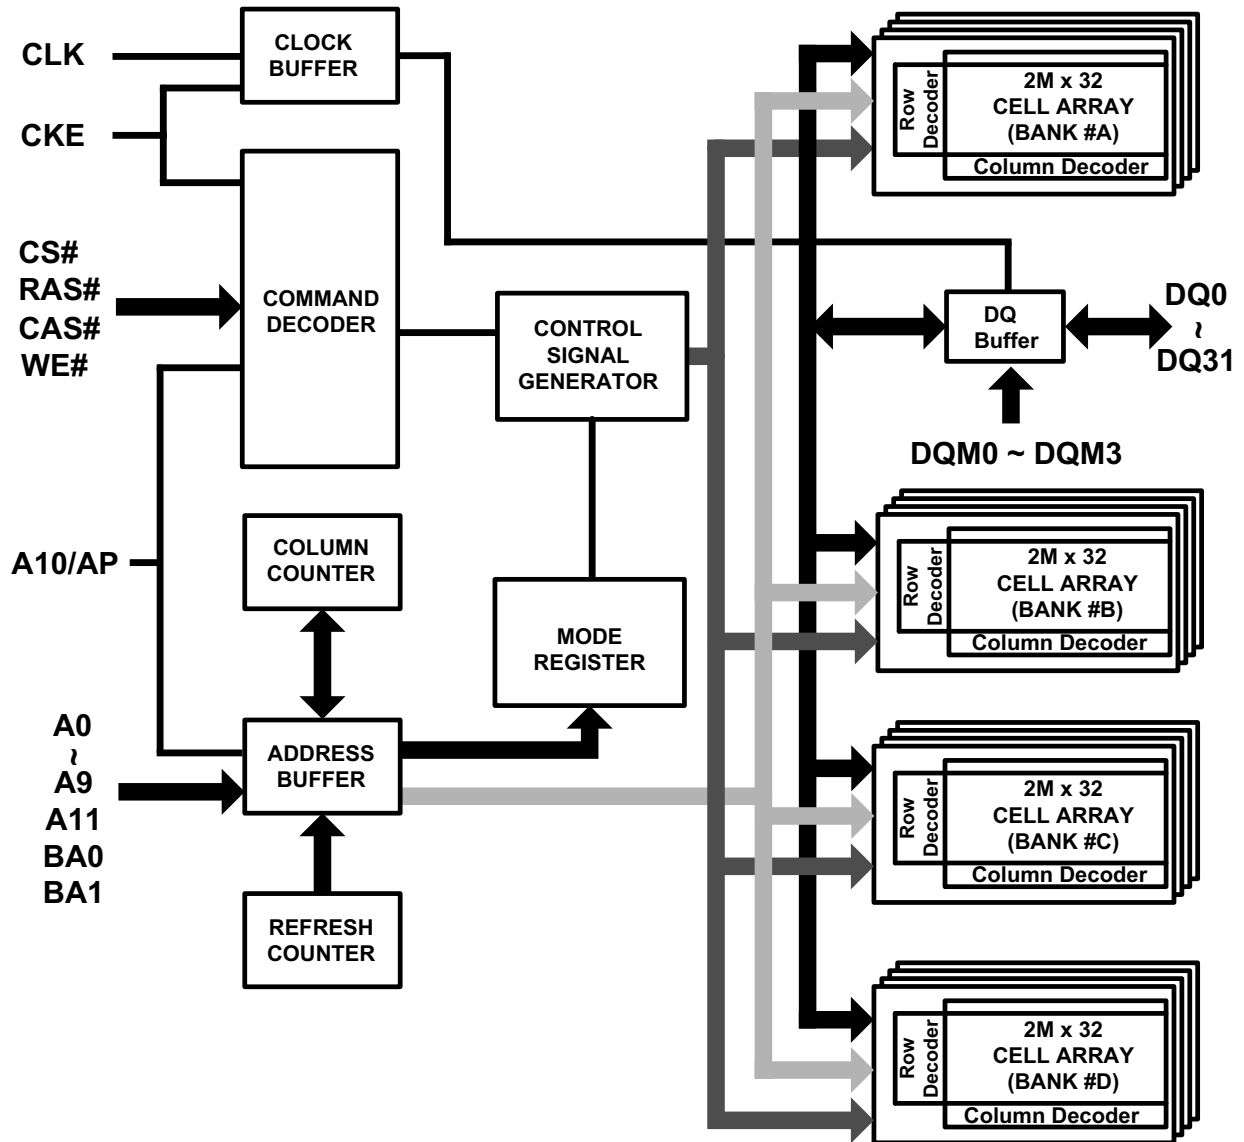 CLK
CKE
CS#
RAS#
CAS#
WE#
A10/AP
A0
~
A9
A11
BA0
BA1
CLOCK
BUFFER
COMMAND
DECODER
COLUMN
COUNTER
ADDRESS
BUFFER
REFRESH
COUNTER
CONTROL
SIGNAL
GENERATOR
MODE
REGISTER
Row
Decoder
2M x 32
CELL ARRAY
(BANK #A)
Column Decoder
DQ
Buffer
DQ0
~
DQ31
DQM0 ~ DQM3
Row
Decoder
2M x 32
CELL ARRAY
(BANK #B)
Column Decoder
Row
Decoder
2M x 32
CELL ARRAY
(BANK #C)
Column Decoder
Row
Decoder
2M x 32
CELL ARRAY
(BANK #D)
Column Decoder